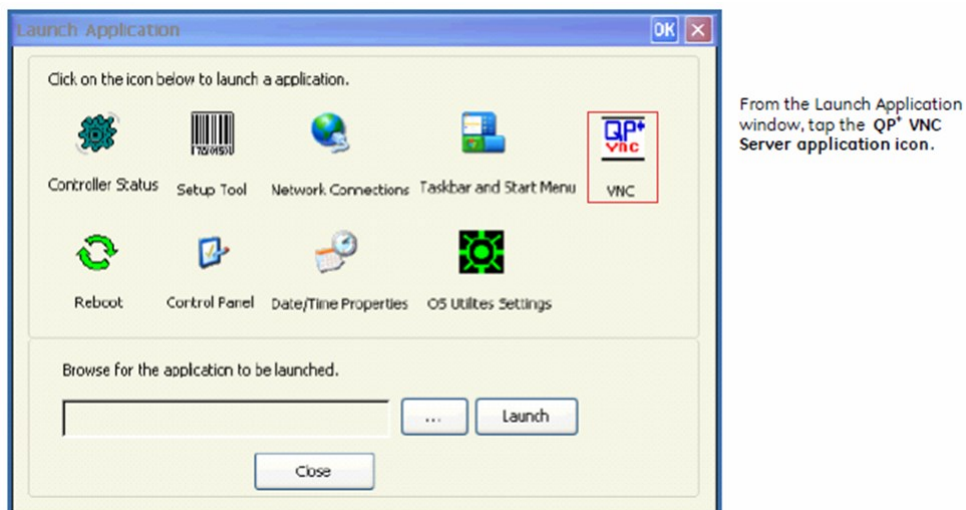 Launch Application
OK
Click on the icon below to launch a application.
QP+
VNC
Controller Status
Setup Tool
Network Connections
Taskbar and Start Menu
VNC
Reboot
Control Panel
Date/Time Properties
OS Utilites Settings
Browse for the application to be launched.
...
Launch
Close
From the Launch Application
window, tap the QP+ VNC
Server application icon.